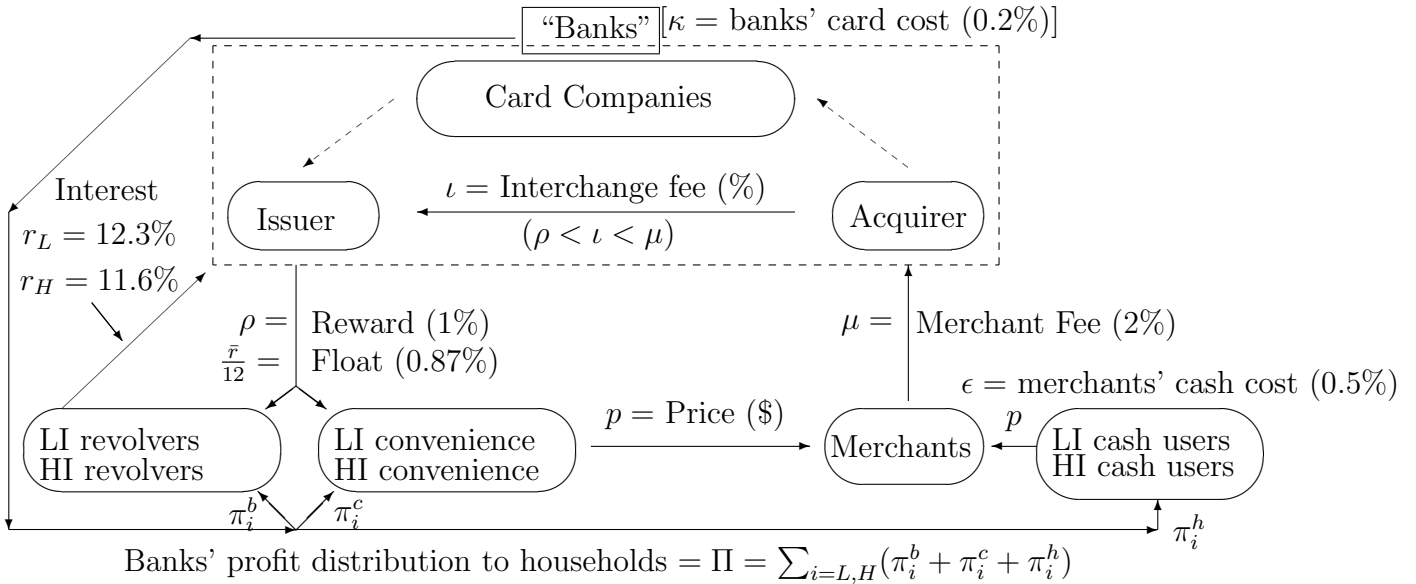 “Banks” [κ = banks’ card cost (0.2%)]
Card Companies
Interest
r_L = 12.3%
r_H = 11.6%
Issuer
ι = Interchange fee (%)
(ρ < ι < μ)
Acquirer
ρ = Reward (1%)
r̄/12 = Float (0.87%)
μ = Merchant Fee (2%)
ϵ = merchants’ cash cost (0.5%)
LI revolvers
HI revolvers
LI convenience
HI convenience
p = Price ($)
Merchants
p
LI cash users
HI cash users
π_i^b
π_i^c
π_i^h
Banks’ profit distribution to households = Π = ∑_{i=L,H}(π_i^b + π_i^c + π_i^h)